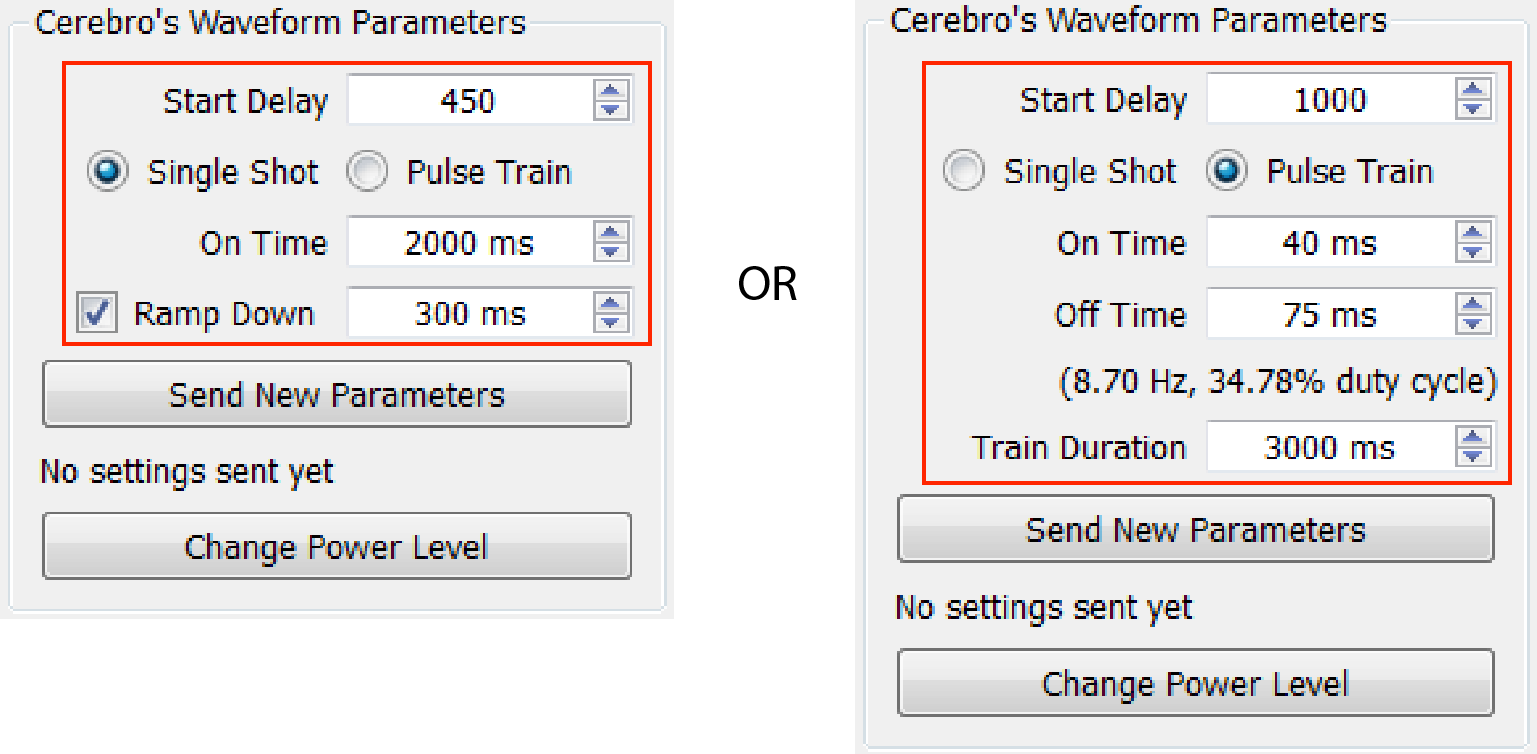 Cerebro's Waveform Parameters
Start Delay 450
Single Shot Pulse Train
On Time 2000 ms
Ramp Down 300 ms
Send New Parameters
No settings sent yet
Change Power Level
OR
Cerebro's Waveform Parameters
Start Delay 1000
Single Shot Pulse Train
On Time 40 ms
Off Time 75 ms
(8.70 Hz, 34.78% duty cycle)
Train Duration 3000 ms
Send New Parameters
No settings sent yet
Change Power Level